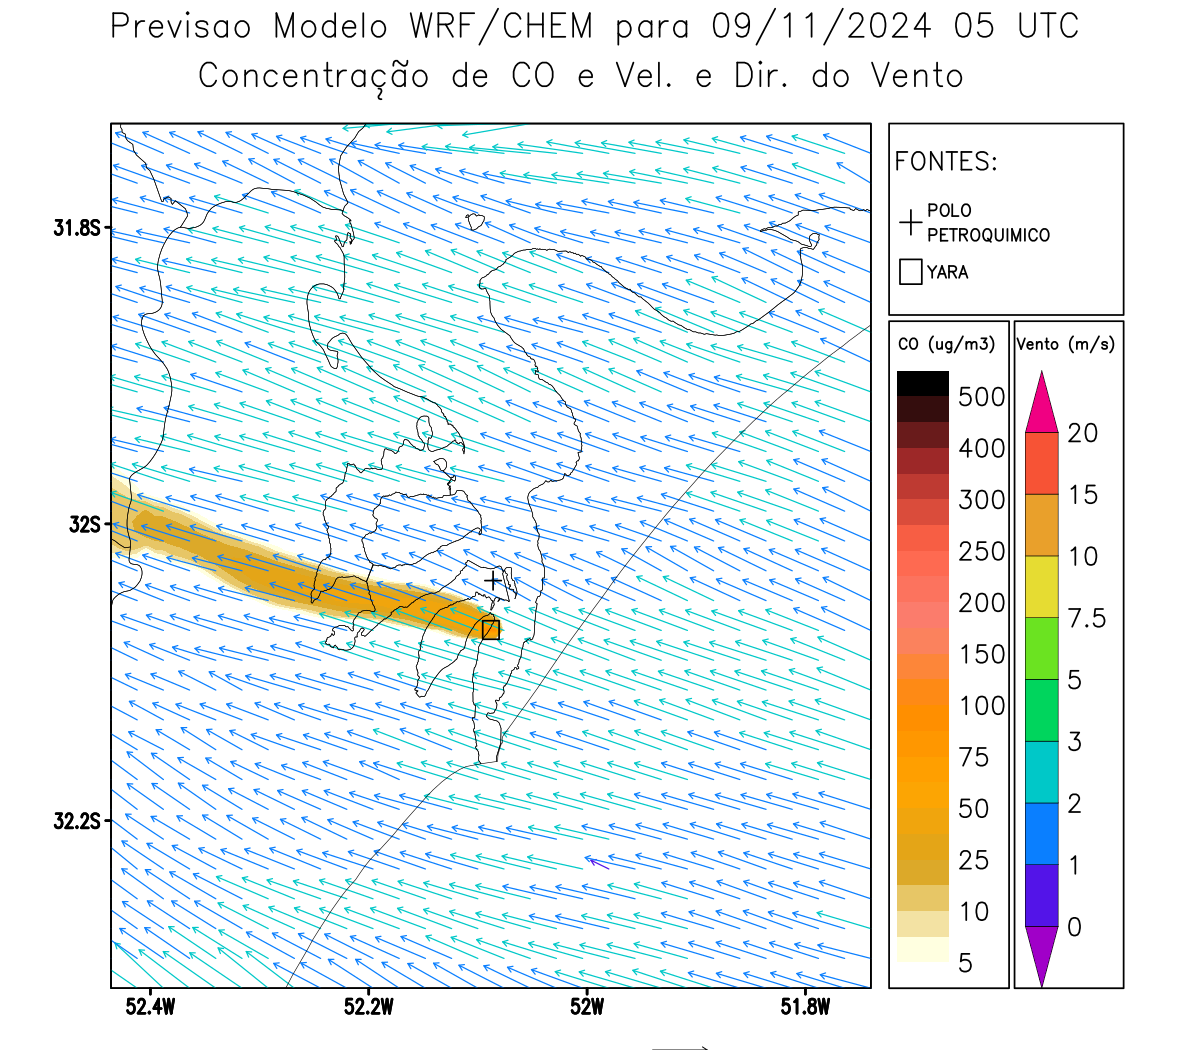 Previsao Modelo WRF/CHEM para 09/11/2024 05 UTC
Concentração de CO e Vel. e Dir. do Vento
FONTES:
POLO
PETROQUIMICO
YARA
31.8S
32S
32.2S
52.4W
52.2W
52W
51.8W
CO (ug/m3)
500
400
300
250
200
150
100
75
50
25
10
5
Vento (m/s)
20
15
10
7.5
5
3
2
1
0